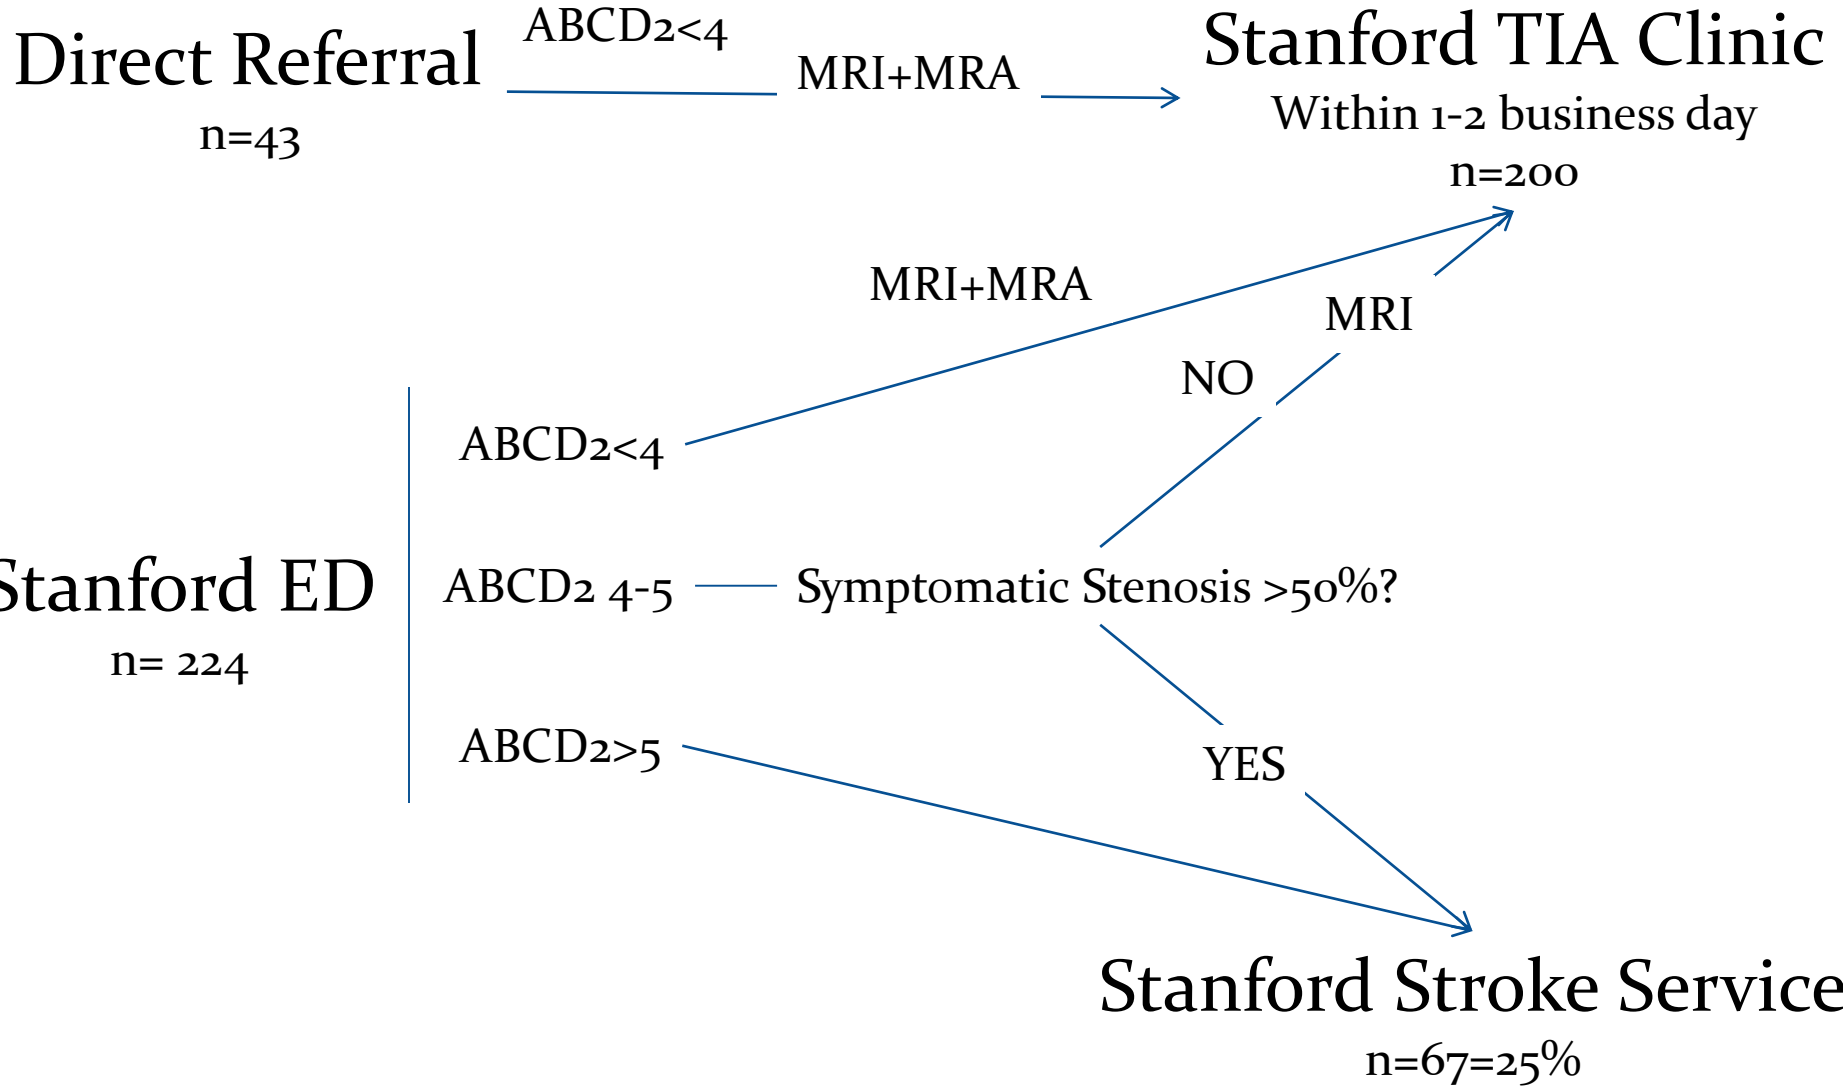 Direct Referral
n=43
ABCD2<4
MRI+MRA
Stanford TIA Clinic
Within 1-2 business day
n=200
MRI+MRA
MRI
NO
ABCD2<4
Stanford ED
n= 224
ABCD2 4-5
Symptomatic Stenosis >50%?
ABCD2>5
YES
Stanford Stroke Service
n=67=25%